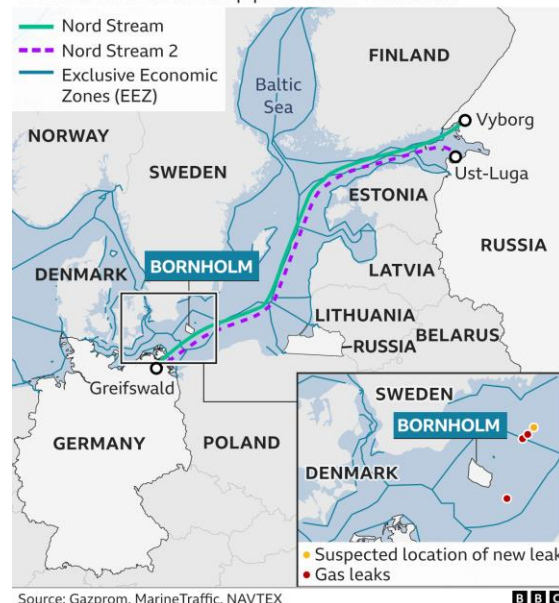 Nord Stream
Nord Stream 2
Exclusive Economic
Zones (EEZ)
Baltic
Sea
FINLAND
NORWAY
SWEDEN
Vyborg
Ust-Luga
ESTONIA
RUSSIA
DENMARK
BORNHOLM
LATVIA
LITHUANIA
RUSSIA
BELARUS
Greifswald
GERMANY
POLAND
SWEDEN
BORNHOLM
DENMARK
Suspected location of new leak
Gas leaks
Source: Gazprom, MarineTraffic, NAVTEX
BBC